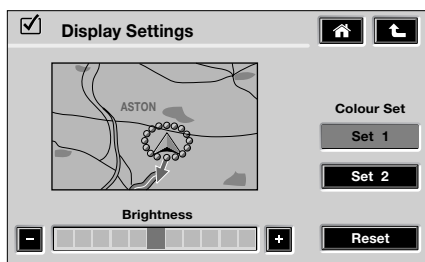 Display Settings
ASTON
Colour Set
Set 1
Set 2
Brightness
-
+
Reset